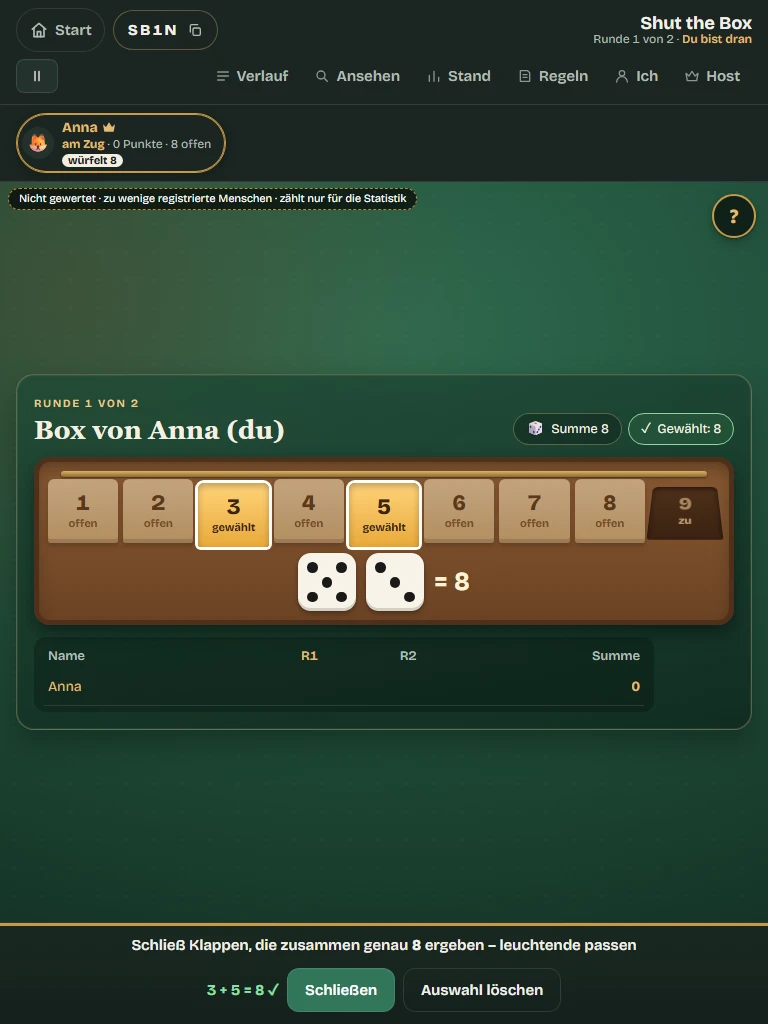 Start
SB1N
Shut the Box
Runde 1 von 2 · Du bist dran
Verlauf
Ansehen
Stand
Regeln
Ich
Host
Anna
am Zug · 0 Punkte · 8 offen
würfelt 8
Nicht gewertet · zu wenige registrierte Menschen · zählt nur für die Statistik
?
RUNDE 1 VON 2
Box von Anna (du)
Summe 8
✓ Gewählt: 8
1 2 3 4 5 6 7 8 9
offen offen gewählt offen gewählt offen offen offen zu
= 8
Name R1 R2 Summe
Anna 0
Schließ Klappen, die zusammen genau 8 ergeben – leuchtende passen
3 + 5 = 8 ✓
Schließen
Auswahl löschen